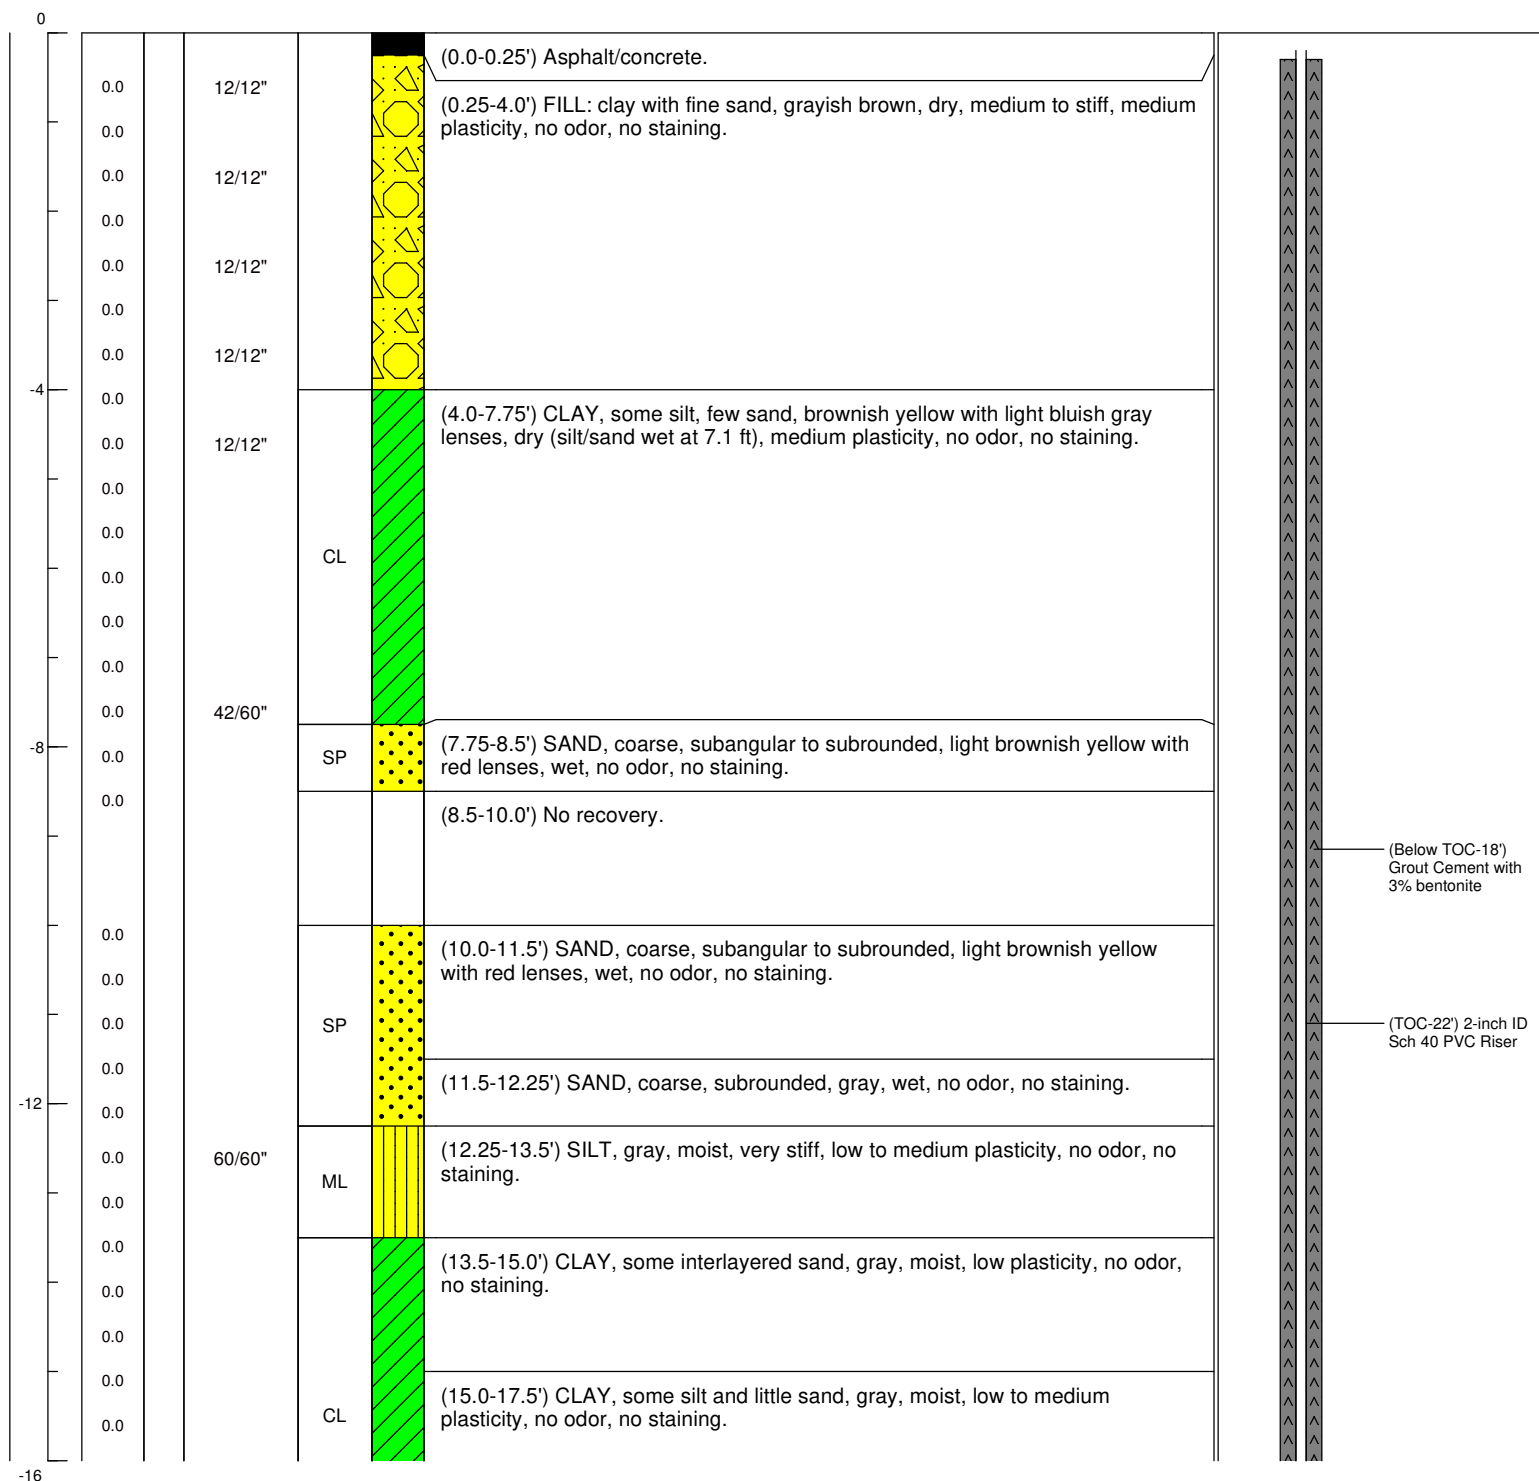 0
(0.0-0.25') Asphalt/concrete.
0.0
12/12"
(0.25-4.0') FILL: clay with fine sand, grayish brown, dry, medium to stiff, medium
plasticity, no odor, no staining.
0.0
0.0
12/12"
0.0
0.0
12/12"
0.0
0.0
12/12"
-4
0.0
(4.0-7.75') CLAY, some silt, few sand, brownish yellow with light bluish gray
lenses, dry (silt/sand wet at 7.1 ft), medium plasticity, no odor, no staining.
0.0
12/12"
0.0
0.0
CL
0.0
0.0
0.0
0.0
42/60"
-8
0.0
SP
(7.75-8.5') SAND, coarse, subangular to subrounded, light brownish yellow with
red lenses, wet, no odor, no staining.
0.0
(8.5-10.0') No recovery.
(Below TOC-18')
Grout Cement with
3% bentonite
0.0
(10.0-11.5') SAND, coarse, subangular to subrounded, light brownish yellow
with red lenses, wet, no odor, no staining.
0.0
0.0
SP
(TOC-22') 2-inch ID
Sch 40 PVC Riser
0.0
(11.5-12.25') SAND, coarse, subrounded, gray, wet, no odor, no staining.
-12
0.0
0.0
60/60"
(12.25-13.5') SILT, gray, moist, very stiff, low to medium plasticity, no odor, no
staining.
ML
0.0
0.0
(13.5-15.0') CLAY, some interlayered sand, gray, moist, low plasticity, no odor,
no staining.
0.0
0.0
0.0
(15.0-17.5') CLAY, some silt and little sand, gray, moist, low to medium
plasticity, no odor, no staining.
CL
0.0
-16